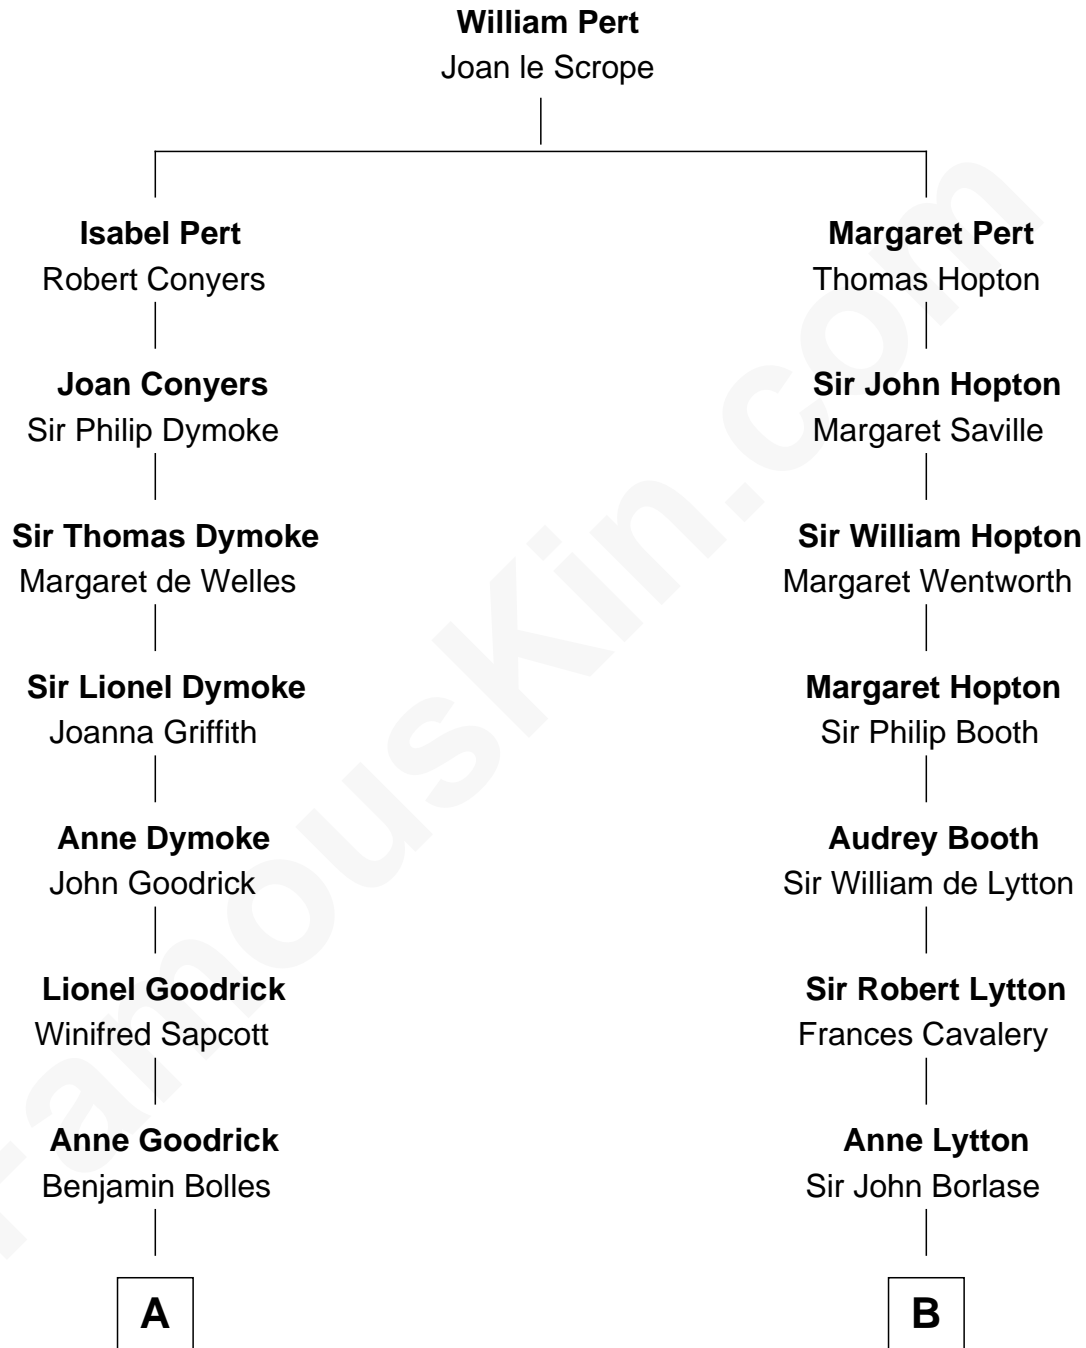 William Pert
Joan le Scrope
Isabel Pert
Robert Conyers
Margaret Pert
Thomas Hopton
Joan Conyers
Sir Philip Dymoke
Sir John Hopton
Margaret Saville
Sir Thomas Dymoke
Margaret de Welles
Sir William Hopton
Margaret Wentworth
Sir Lionel Dymoke
Joanna Griffith
Margaret Hopton
Sir Philip Booth
Anne Dymoke
John Goodrick
Audrey Booth
Sir William de Lytton
Lionel Goodrick
Winifred Sapcott
Sir Robert Lytton
Frances Cavalery
Anne Goodrick
Benjamin Bolles
Anne Lytton
Sir John Borlase
A
B
FamousKin.com